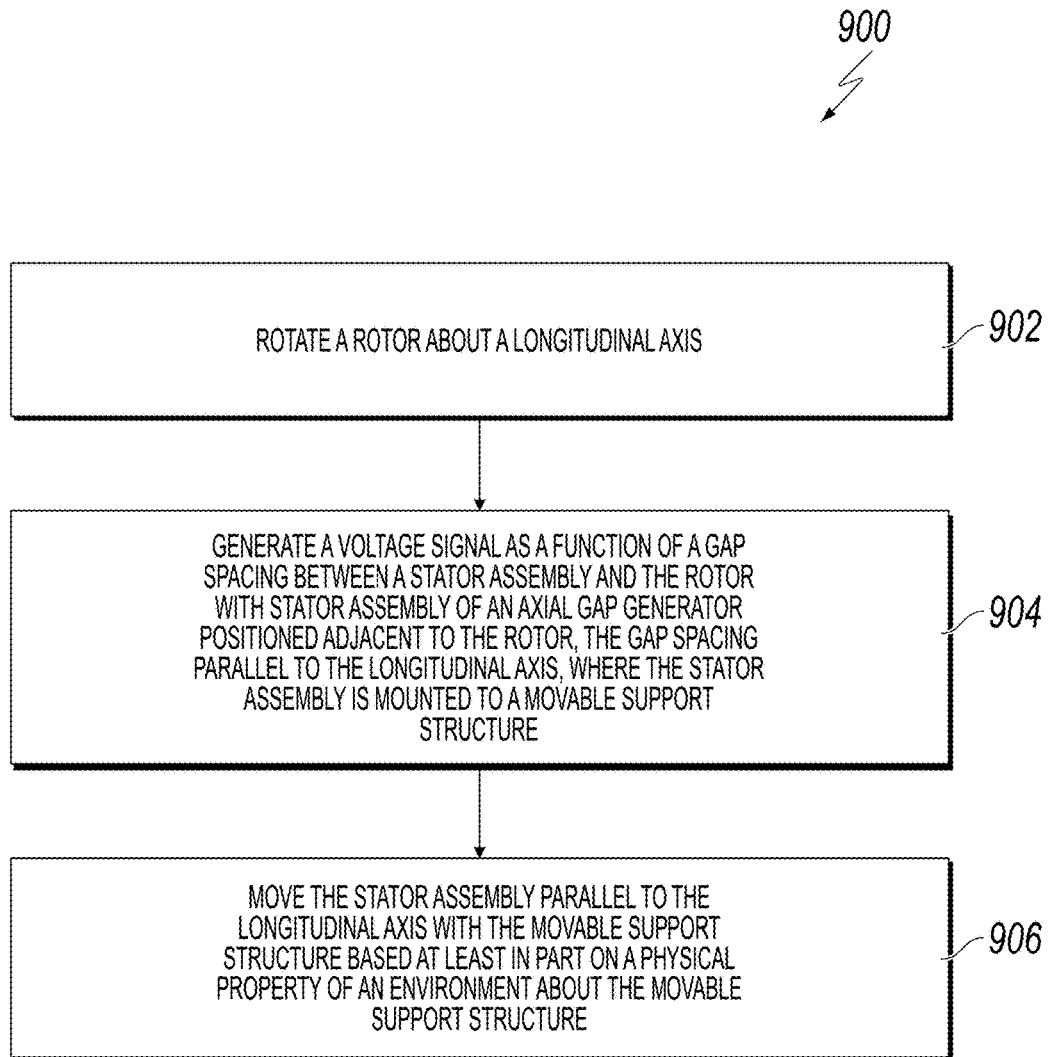 900
ROTATE A ROTOR ABOUT A LONGITUDINAL AXIS
902
GENERATE A VOLTAGE SIGNAL AS A FUNCTION OF A GAP
SPACING BETWEEN A STATOR ASSEMBLY AND THE ROTOR
WITH STATOR ASSEMBLY OF AN AXIAL GAP GENERATOR
POSITIONED ADJACENT TO THE ROTOR, THE GAP SPACING
PARALLEL TO THE LONGITUDINAL AXIS, WHERE THE STATOR
ASSEMBLY IS MOUNTED TO A MOVABLE SUPPORT
STRUCTURE
904
MOVE THE STATOR ASSEMBLY PARALLEL TO THE
LONGITUDINAL AXIS WITH THE MOVABLE SUPPORT
STRUCTURE BASED AT LEAST IN PART ON A PHYSICAL
PROPERTY OF AN ENVIRONMENT ABOUT THE MOVABLE
SUPPORT STRUCTURE
906